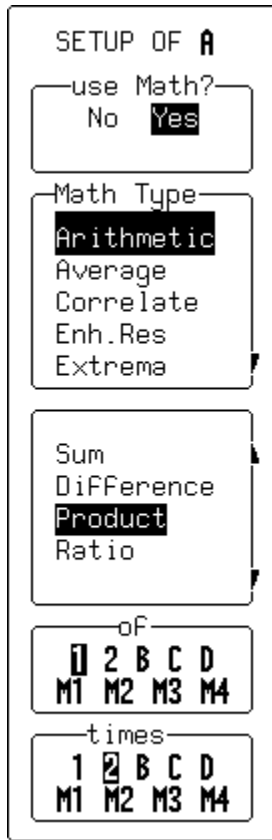 SETUP OF A
use Math?
No Yes
Math Type
Arithmetic
Average
Correlate
Enh.Res
Extrema
Sum
Difference
Product
Ratio
of
1 2 B C D
M1 M2 M3 M4
times
1 2 B C D
M1 M2 M3 M4